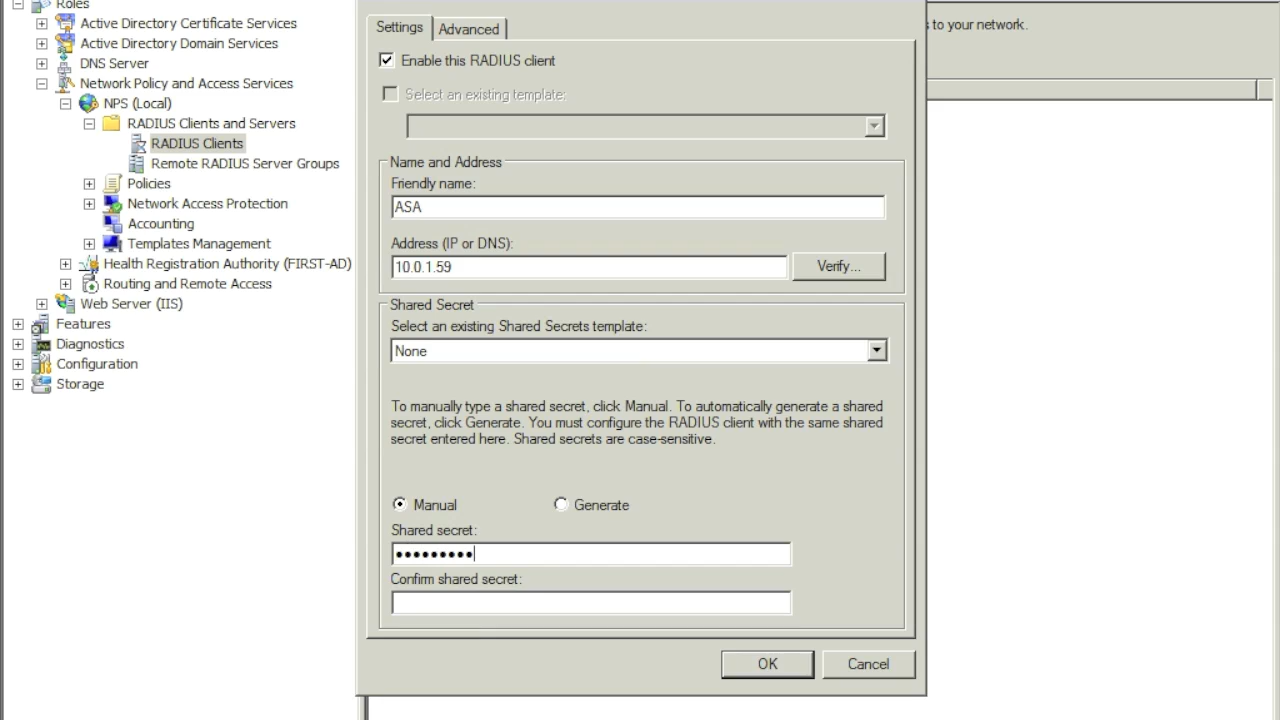 Roles
Active Directory Certificate Services
Active Directory Domain Services
DNS Server
Network Policy and Access Services
NPS (Local)
RADIUS Clients and Servers
RADIUS Clients
Remote RADIUS Server Groups
Policies
Network Access Protection
Accounting
Templates Management
Health Registration Authority (FIRST-AD)
Routing and Remote Access
Web Server (IIS)
Features
Diagnostics
Configuration
Storage
Settings
Advanced
Enable this RADIUS client
Select an existing template:
Name and Address
Friendly name:
ASA
Address (IP or DNS):
10.0.1.59
Verify...
Shared Secret
Select an existing Shared Secrets template:
None
To manually type a shared secret, click Manual. To automatically generate a shared
secret, click Generate. You must configure the RADIUS client with the same shared
secret entered here. Shared secrets are case-sensitive.
Manual
Generate
Shared secret:
•••••••••
Confirm shared secret:
OK
Cancel
to your network.